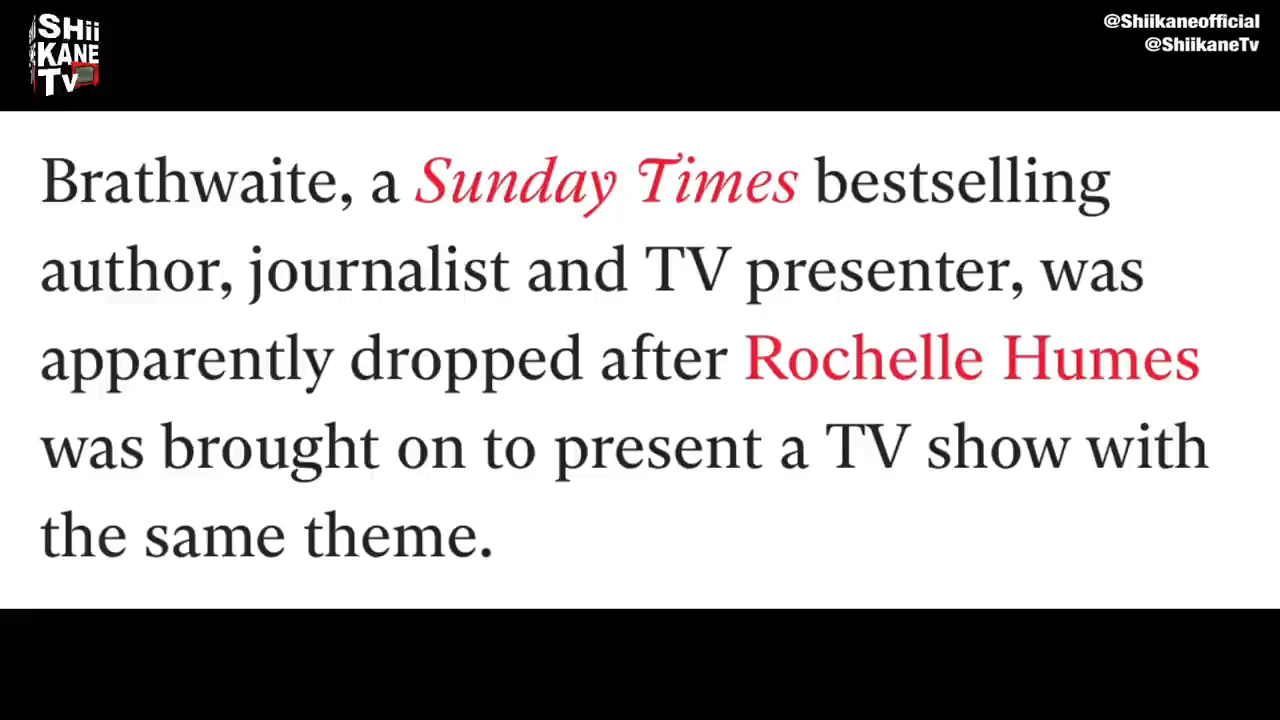 SHii
KANE
Tv
@Shiikaneofficial
@ShiikaneTv
Brathwaite, a Sunday Times bestselling
author, journalist and TV presenter, was
apparently dropped after Rochelle Humes
was brought on to present a TV show with
the same theme.